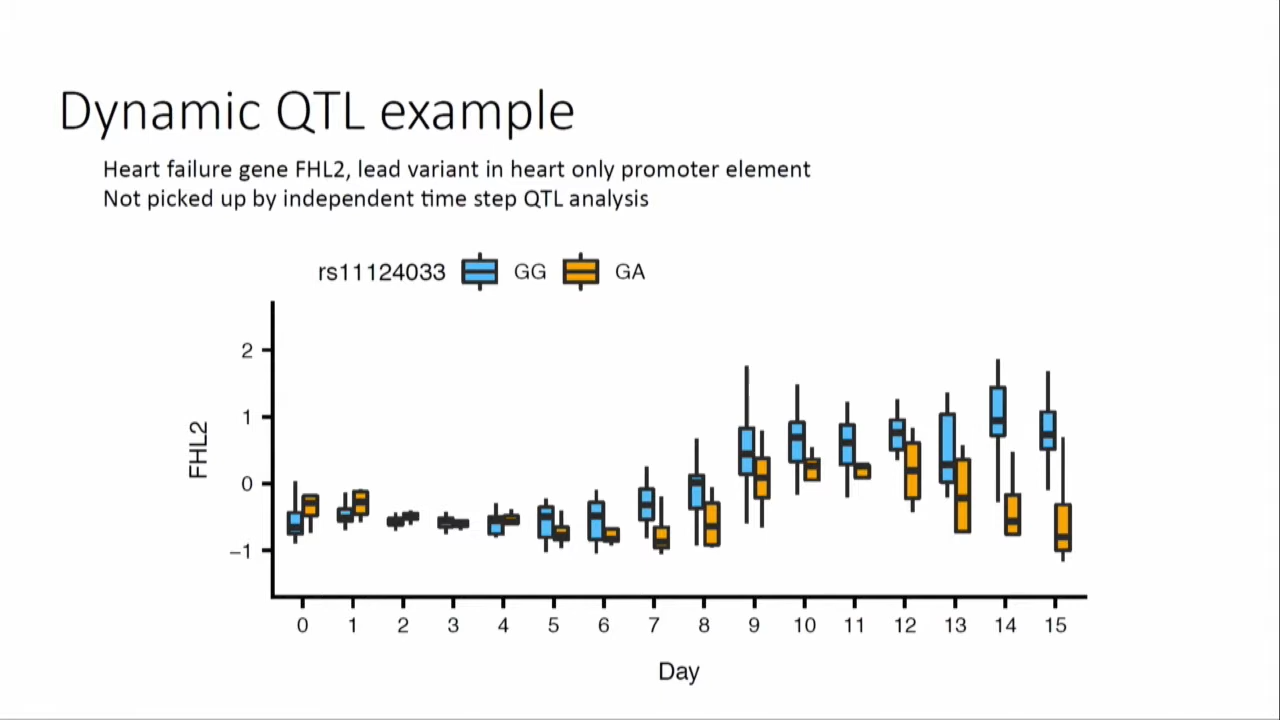 Dynamic QTL example
Heart failure gene FHL2, lead variant in heart only promoter element
Not picked up by independent time step QTL analysis
rs11124033 GG GA
2
1
0
−1
FHL2
0 1 2 3 4 5 6 7 8 9 10 11 12 13 14 15
Day